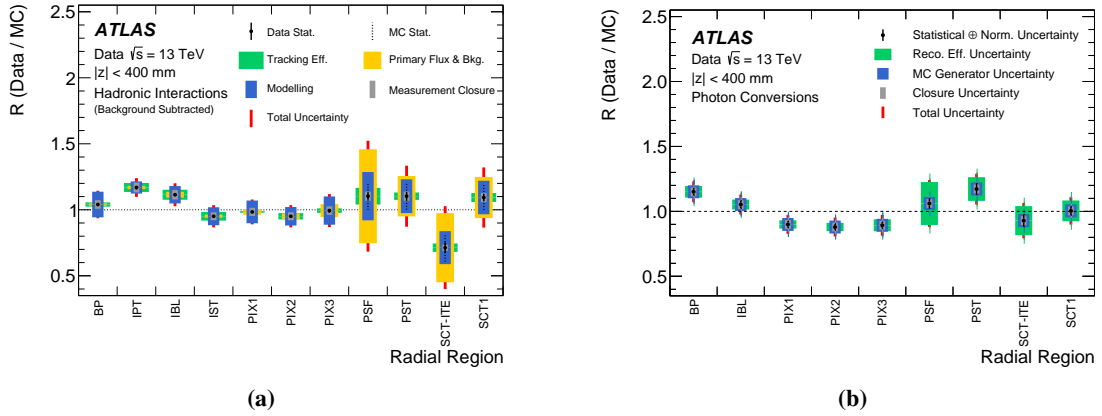 R (Data / MC)
2.5
2
1.5
1
0.5
ATLAS
Data √s = 13 TeV
|z| < 400 mm
Hadronic Interactions
(Background Subtracted)
Data Stat.
MC Stat.
Tracking Eff.
Primary Flux & Bkg.
Modelling
Measurement Closure
Total Uncertainty
BP
IPT
IBL
IST
PIX1
PIX2
PIX3
PSF
PST
SCT-ITE
SCT1
Radial Region
(a)
R (Data / MC)
2.5
2.0
1.5
1.0
0.5
ATLAS
Data √s = 13 TeV
|z| < 400 mm
Photon Conversions
Statistical ⊕ Norm. Uncertainty
Reco. Eff. Uncertainty
MC Generator Uncertainty
Closure Uncertainty
Total Uncertainty
BP
IBL
PIX1
PIX2
PIX3
PSF
PST
SCT-ITE
SCT1
Radial Region
(b)